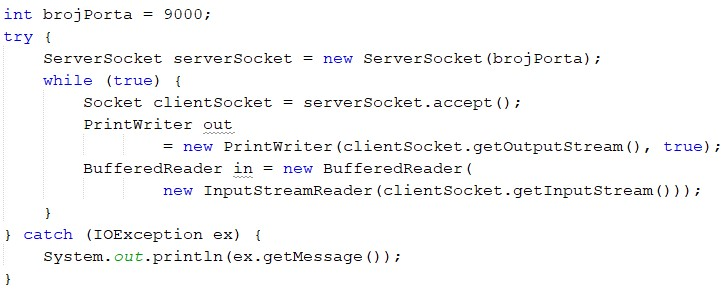 int brojPorta = 9000;
try {
ServerSocket serverSocket = new ServerSocket(brojPorta);
while (true) {
Socket clientSocket = serverSocket.accept();
PrintWriter out
= new PrintWriter(clientSocket.getOutputStream(), true);
BufferedReader in = new BufferedReader(
new InputStreamReader(clientSocket.getInputStream()));
}
} catch (IOException ex) {
System.out.println(ex.getMessage());
}